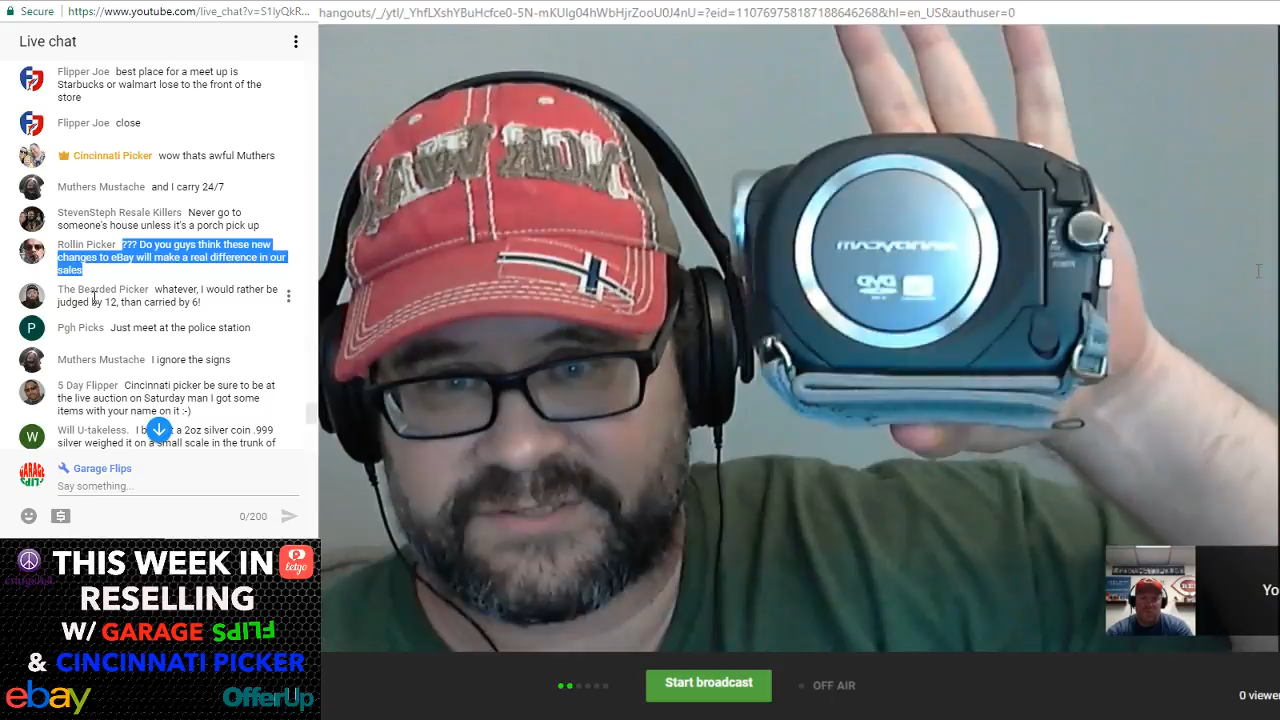 Secure
https://www.youtube.com/live_chat?v=S1IyQkR...
hangouts/_/ytl/_YhfLXshYBuHcfce0-5N-mKUIg04hWbHjrZooU0J4nU=?eid=110769758187188646268&hl=en_US&authuser=0
Live chat
Flipper Joe best place for a meet up is
Starbucks or walmart lose to the front of the
store
Flipper Joe close
Cincinnati Picker wow thats awful Muthers
Muthers Mustache and I carry 24/7
StevenSteph Resale Killers Never go to
someone's house unless it's a porch pick up
Rollin Picker ??? Do you guys think these new
changes to eBay will make a real difference in our
sales
The Bearded Picker whatever, I would rather be
judged by 12, than carried by 6!
Pgh Picks Just meet at the police station
Muthers Mustache I ignore the signs
5 Day Flipper Cincinnati picker be sure to be at
the live auction on Saturday man I got some
items with your name on it :-)
Will U-takeless. a 2oz silver coin .999
silver weighed it on a small scale in the trunk of
GARAGE FLIPS
Garage Flips
Say something...
0/200
THIS WEEK IN
letgo
RESELLING
W/ GARAGE FLIPS
& CINCINNATI PICKER
ebay OfferUp
HANDYCAM
DVD
Yo
Start broadcast
OFF AIR
0 viewer